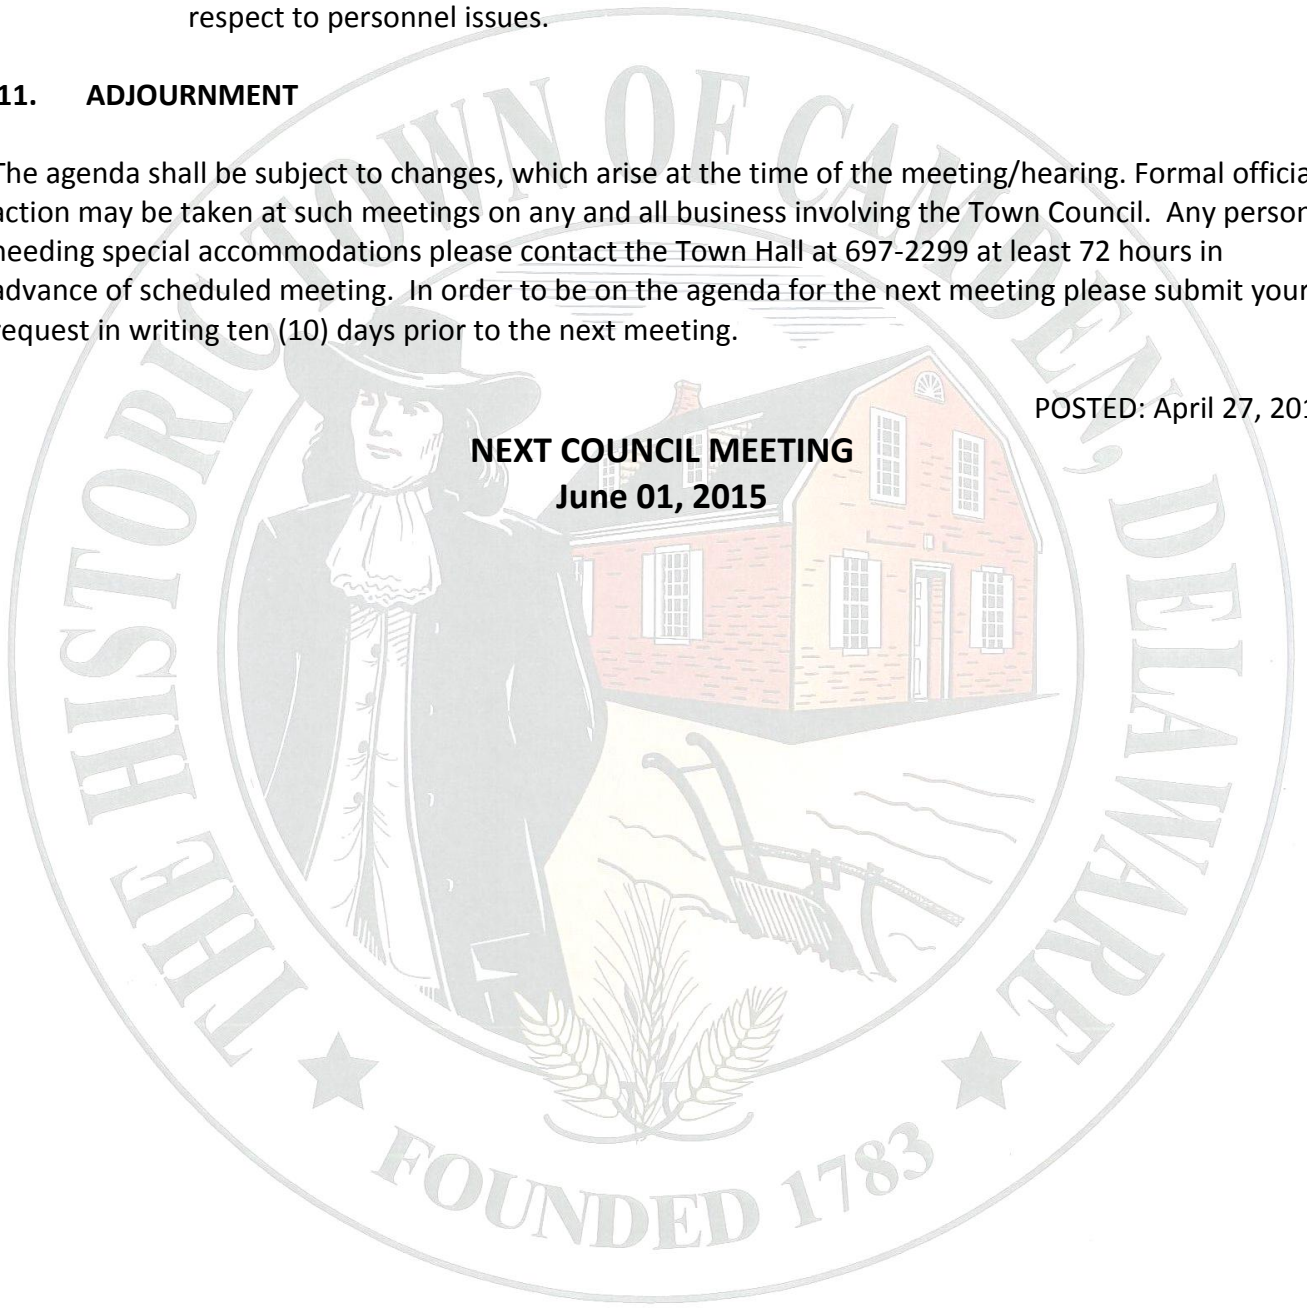 respect to personnel issues.
11. ADJOURNMENT
The agenda shall be subject to changes, which arise at the time of the meeting/hearing. Formal officia
action may be taken at such meetings on any and all business involving the Town Council. Any person
needing special accommodations please contact the Town Hall at 697-2299 at least 72 hours in
advance of scheduled meeting. In order to be on the agenda for the next meeting please submit your
request in writing ten (10) days prior to the next meeting.
POSTED: April 27, 201
NEXT COUNCIL MEETING
June 01, 2015
THE HISTORIC TOWN OF CAMDEN, DELAWARE
FOUNDED 1783